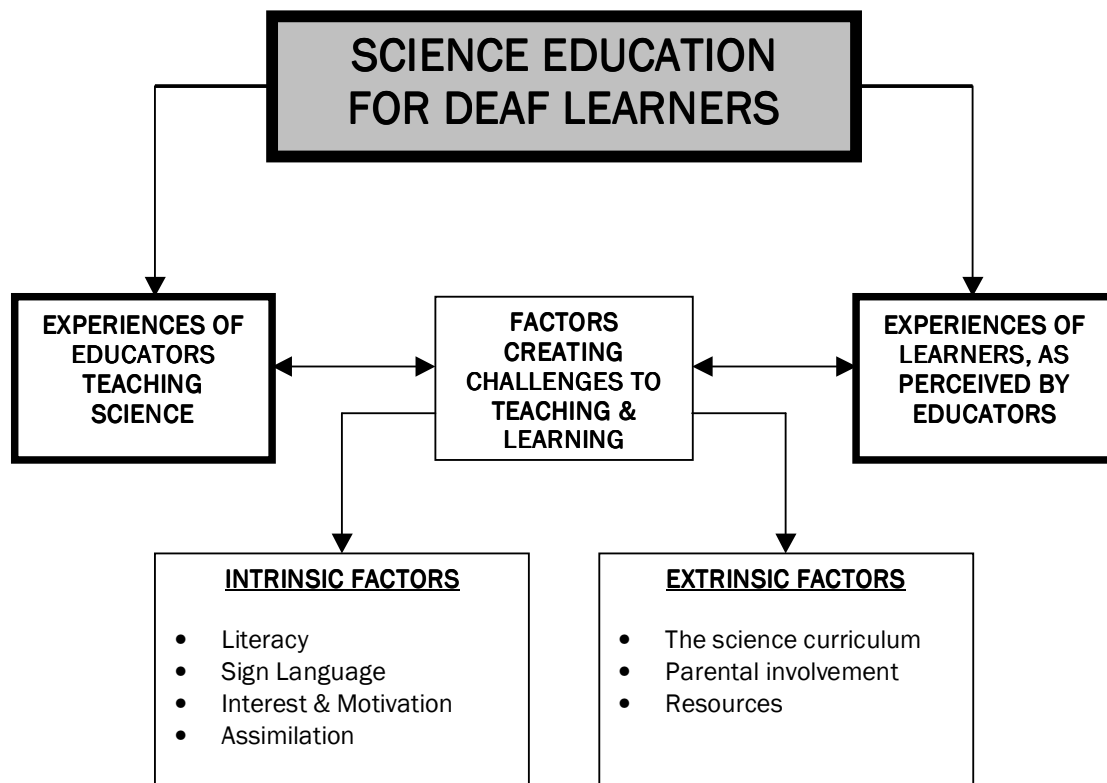 SCIENCE EDUCATION
FOR DEAF LEARNERS
EXPERIENCES OF
EDUCATORS
TEACHING
SCIENCE
FACTORS
CREATING
CHALLENGES TO
TEACHING &
LEARNING
EXPERIENCES OF
LEARNERS, AS
PERCEIVED BY
EDUCATORS
INTRINSIC FACTORS
• Literacy
• Sign Language
• Interest & Motivation
• Assimilation
EXTRINSIC FACTORS
• The science curriculum
• Parental involvement
• Resources